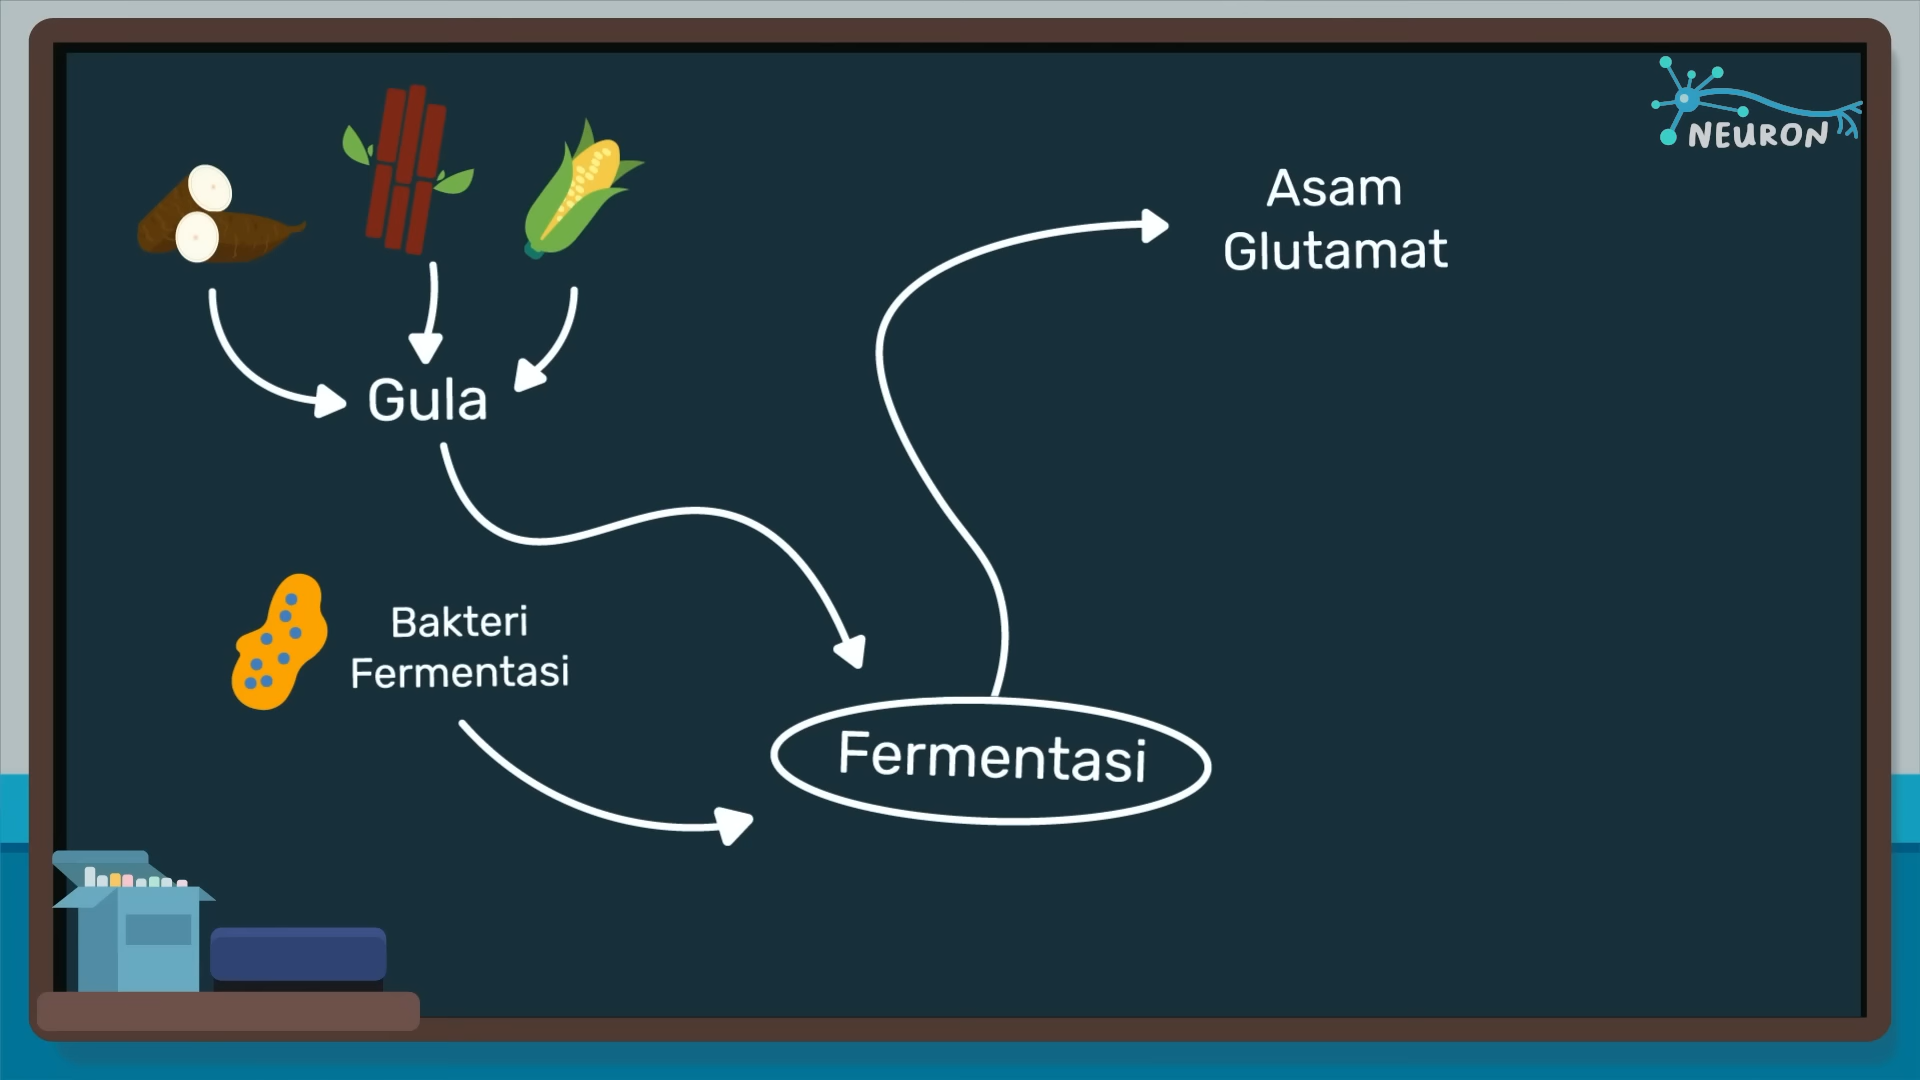 NEURON
Asam
Glutamat
Gula
Bakteri
Fermentasi
Fermentasi